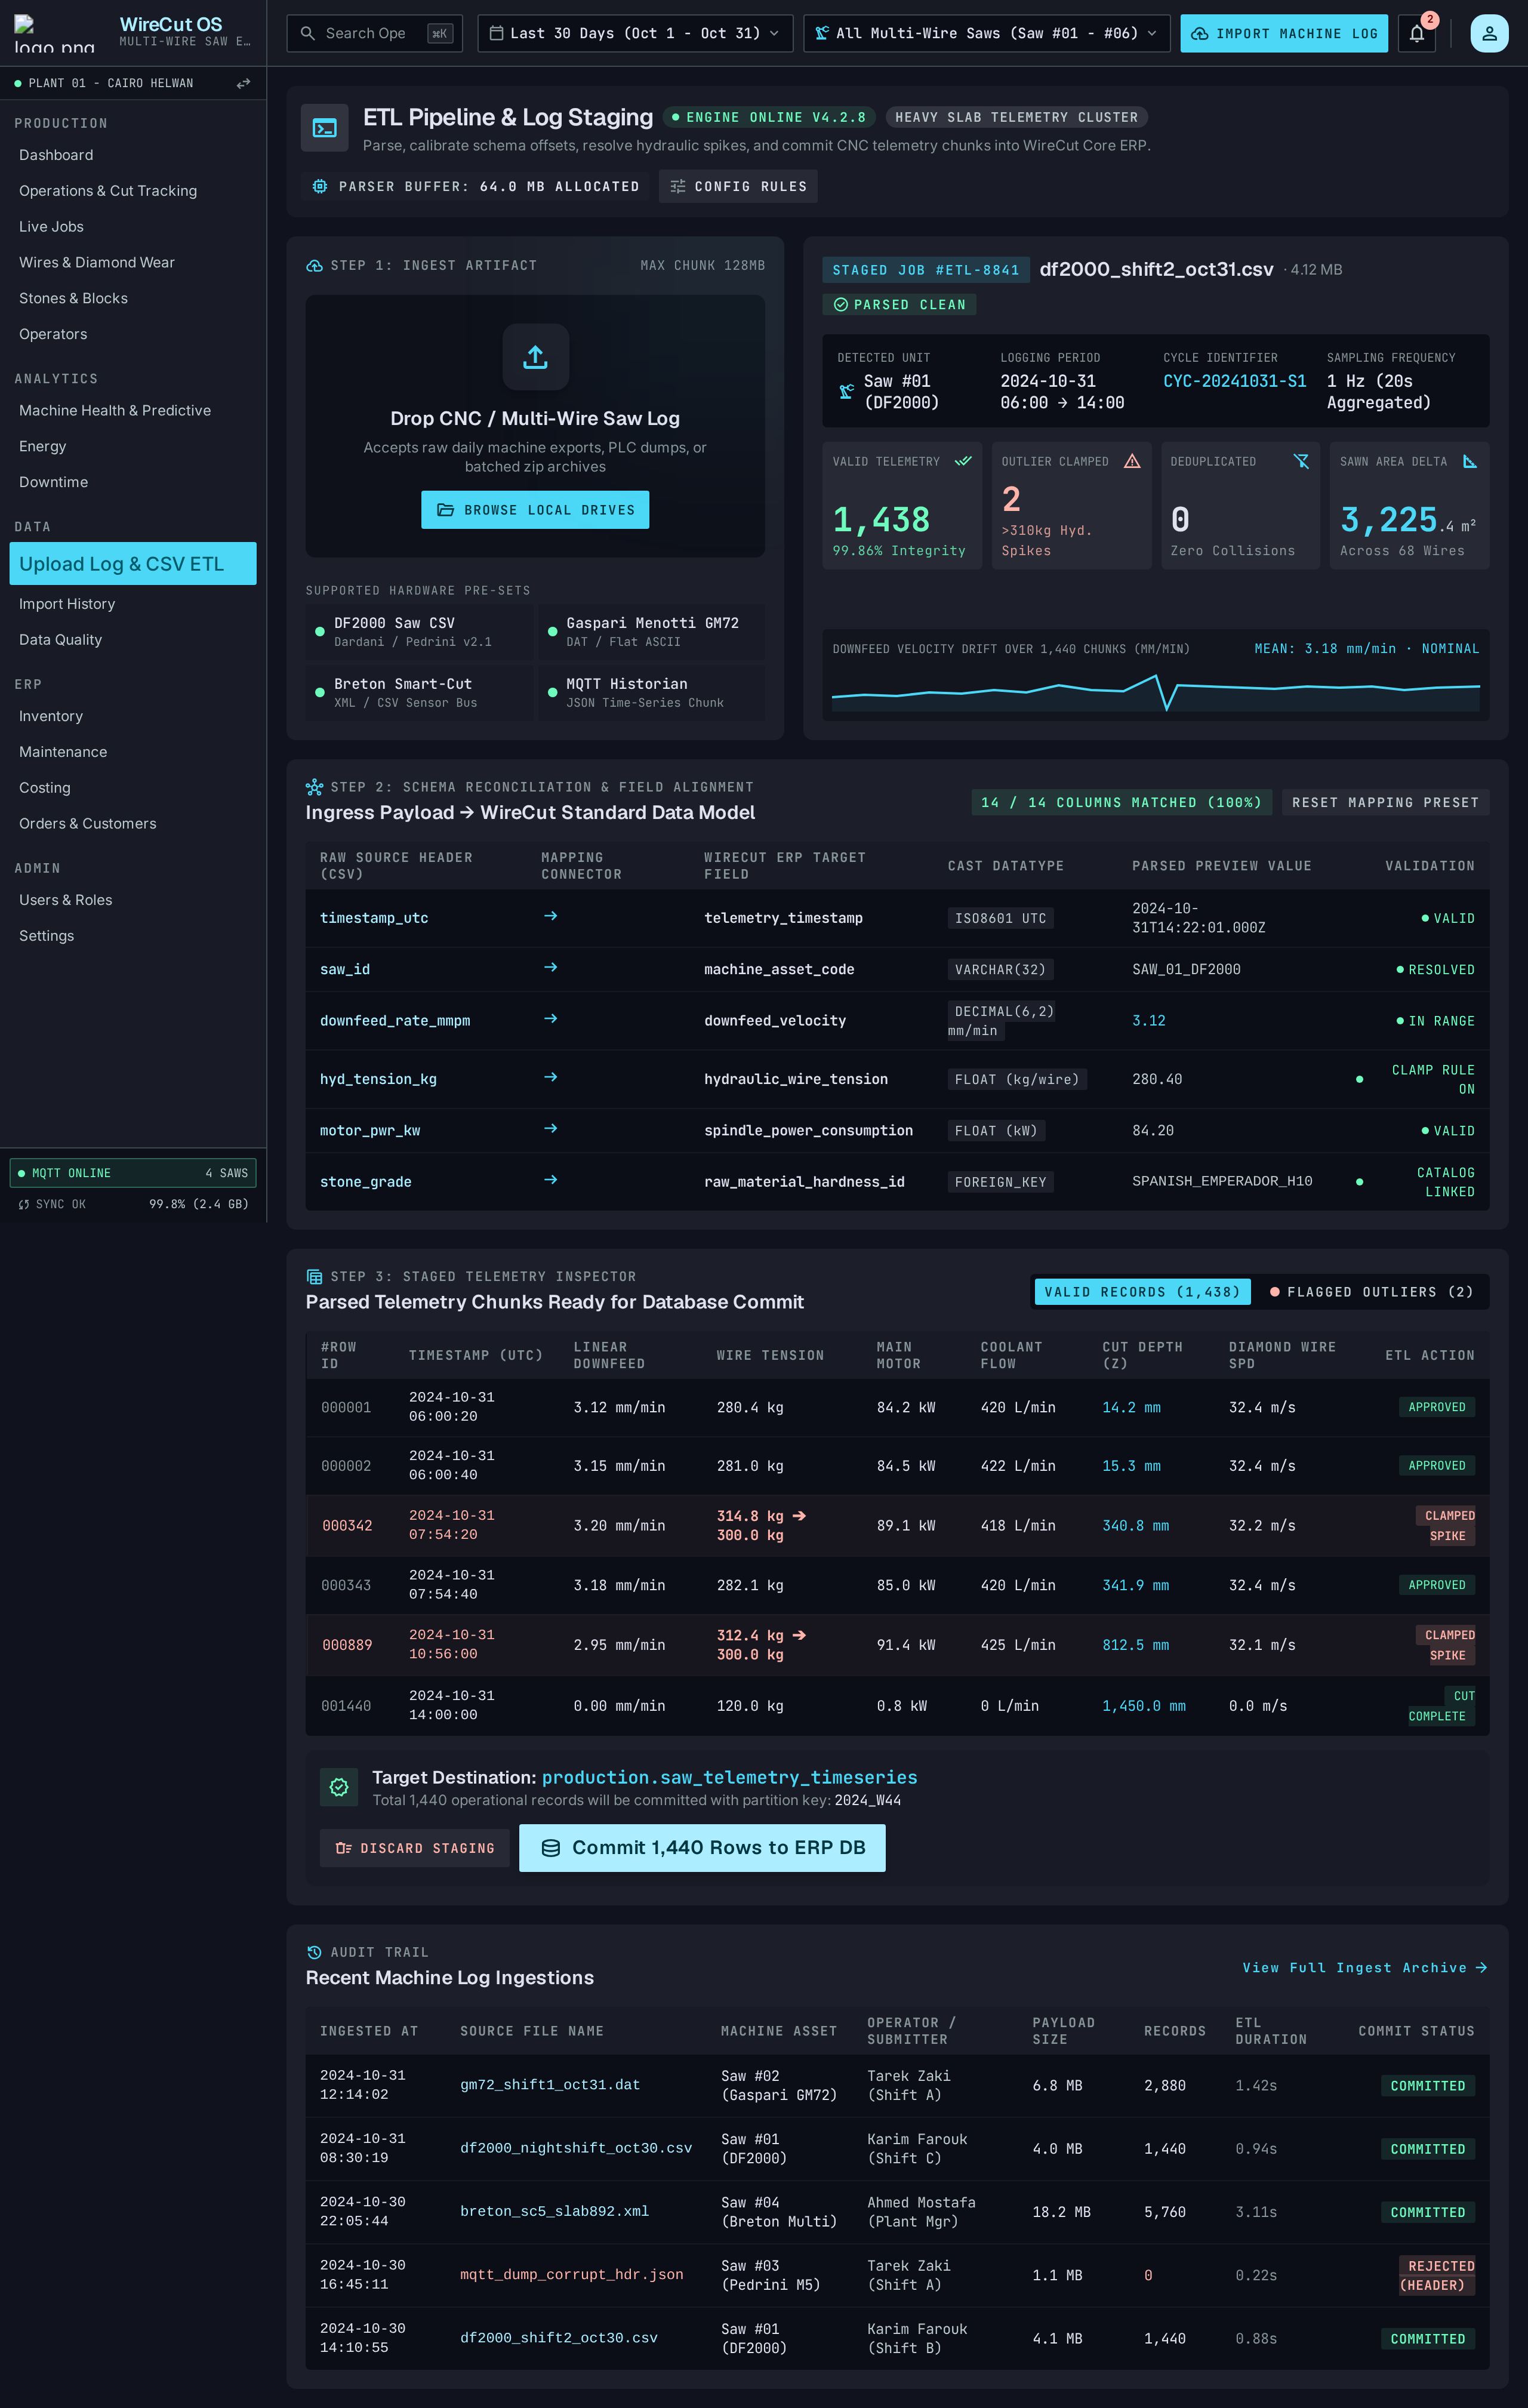 logo.png
WireCut OS
MULTI-WIRE SAW E…
Search Ope
⌘K
Last 30 Days (Oct 1 - Oct 31)
All Multi-Wire Saws (Saw #01 - #06)
IMPORT MACHINE LOG
2
PLANT 01 - CAIRO HELWAN
PRODUCTION
Dashboard
Operations & Cut Tracking
Live Jobs
Wires & Diamond Wear
Stones & Blocks
Operators
ANALYTICS
Machine Health & Predictive
Energy
Downtime
DATA
Upload Log & CSV ETL
Import History
Data Quality
ERP
Inventory
Maintenance
Costing
Orders & Customers
ADMIN
Users & Roles
Settings
MQTT ONLINE 4 SAWS
SYNC OK 99.8% (2.4 GB)
ETL Pipeline & Log Staging
ENGINE ONLINE V4.2.8
HEAVY SLAB TELEMETRY CLUSTER
Parse, calibrate schema offsets, resolve hydraulic spikes, and commit CNC telemetry chunks into WireCut Core ERP.
PARSER BUFFER: 64.0 MB ALLOCATED
CONFIG RULES
STEP 1: INGEST ARTIFACT
MAX CHUNK 128MB
Drop CNC / Multi-Wire Saw Log
Accepts raw daily machine exports, PLC dumps, or
batched zip archives
BROWSE LOCAL DRIVES
SUPPORTED HARDWARE PRE-SETS
DF2000 Saw CSV
Dardani / Pedrini v2.1
Gaspari Menotti GM72
DAT / Flat ASCII
Breton Smart-Cut
XML / CSV Sensor Bus
MQTT Historian
JSON Time-Series Chunk
STAGED JOB #ETL-8841
df2000_shift2_oct31.csv
· 4.12 MB
PARSED CLEAN
DETECTED UNIT
Saw #01
(DF2000)
LOGGING PERIOD
2024-10-31
06:00 → 14:00
CYCLE IDENTIFIER
CYC-20241031-S1
SAMPLING FREQUENCY
1 Hz (20s
Aggregated)
VALID TELEMETRY
1,438
99.86% Integrity
OUTLIER CLAMPED
2
>310kg Hyd.
Spikes
DEDUPLICATED
0
Zero Collisions
SAWN AREA DELTA
3,225.4 m²
Across 68 Wires
DOWNFEED VELOCITY DRIFT OVER 1,440 CHUNKS (MM/MIN)
MEAN: 3.18 mm/min · NOMINAL
STEP 2: SCHEMA RECONCILIATION & FIELD ALIGNMENT
Ingress Payload → WireCut Standard Data Model
14 / 14 COLUMNS MATCHED (100%)
RESET MAPPING PRESET
RAW SOURCE HEADER
(CSV)
MAPPING
CONNECTOR
WIRECUT ERP TARGET
FIELD
CAST DATATYPE
PARSED PREVIEW VALUE
VALIDATION
timestamp_utc → telemetry_timestamp ISO8601 UTC
2024-10-
31T14:22:01.000Z
VALID
saw_id → machine_asset_code VARCHAR(32) SAW_01_DF2000 RESOLVED
downfeed_rate_mmpm → downfeed_velocity
DECIMAL(6,2)
mm/min
3.12 IN RANGE
hyd_tension_kg → hydraulic_wire_tension FLOAT (kg/wire) 280.40
CLAMP RULE
ON
motor_pwr_kw → spindle_power_consumption FLOAT (kW) 84.20 VALID
stone_grade → raw_material_hardness_id FOREIGN_KEY SPANISH_EMPERADOR_H10
CATALOG
LINKED
STEP 3: STAGED TELEMETRY INSPECTOR
Parsed Telemetry Chunks Ready for Database Commit
VALID RECORDS (1,438)
FLAGGED OUTLIERS (2)
#ROW
ID
TIMESTAMP (UTC)
LINEAR
DOWNFEED
WIRE TENSION
MAIN
MOTOR
COOLANT
FLOW
CUT DEPTH
(Z)
DIAMOND WIRE
SPD
ETL ACTION
000001
2024-10-31
06:00:20
3.12 mm/min 280.4 kg 84.2 kW 420 L/min 14.2 mm 32.4 m/s APPROVED
000002
2024-10-31
06:00:40
3.15 mm/min 281.0 kg 84.5 kW 422 L/min 15.3 mm 32.4 m/s APPROVED
000342
2024-10-31
07:54:20
3.20 mm/min
314.8 kg ➔
300.0 kg
89.1 kW 418 L/min 340.8 mm 32.2 m/s
CLAMPED
SPIKE
000343
2024-10-31
07:54:40
3.18 mm/min 282.1 kg 85.0 kW 420 L/min 341.9 mm 32.4 m/s APPROVED
000889
2024-10-31
10:56:00
2.95 mm/min
312.4 kg ➔
300.0 kg
91.4 kW 425 L/min 812.5 mm 32.1 m/s
CLAMPED
SPIKE
001440
2024-10-31
14:00:00
0.00 mm/min 120.0 kg 0.8 kW 0 L/min 1,450.0 mm 0.0 m/s
CUT
COMPLETE
Target Destination: production.saw_telemetry_timeseries
Total 1,440 operational records will be committed with partition key: 2024_W44
DISCARD STAGING
Commit 1,440 Rows to ERP DB
AUDIT TRAIL
Recent Machine Log Ingestions
View Full Ingest Archive →
INGESTED AT
SOURCE FILE NAME
MACHINE ASSET
OPERATOR /
SUBMITTER
PAYLOAD
SIZE
RECORDS
ETL
DURATION
COMMIT STATUS
2024-10-31
12:14:02
gm72_shift1_oct31.dat
Saw #02
(Gaspari GM72)
Tarek Zaki
(Shift A)
6.8 MB 2,880 1.42s COMMITTED
2024-10-31
08:30:19
df2000_nightshift_oct30.csv
Saw #01
(DF2000)
Karim Farouk
(Shift C)
4.0 MB 1,440 0.94s COMMITTED
2024-10-30
22:05:44
breton_sc5_slab892.xml
Saw #04
(Breton Multi)
Ahmed Mostafa
(Plant Mgr)
18.2 MB 5,760 3.11s COMMITTED
2024-10-30
16:45:11
mqtt_dump_corrupt_hdr.json
Saw #03
(Pedrini M5)
Tarek Zaki
(Shift A)
1.1 MB 0 0.22s
REJECTED
(HEADER)
2024-10-30
14:10:55
df2000_shift2_oct30.csv
Saw #01
(DF2000)
Karim Farouk
(Shift B)
4.1 MB 1,440 0.88s COMMITTED